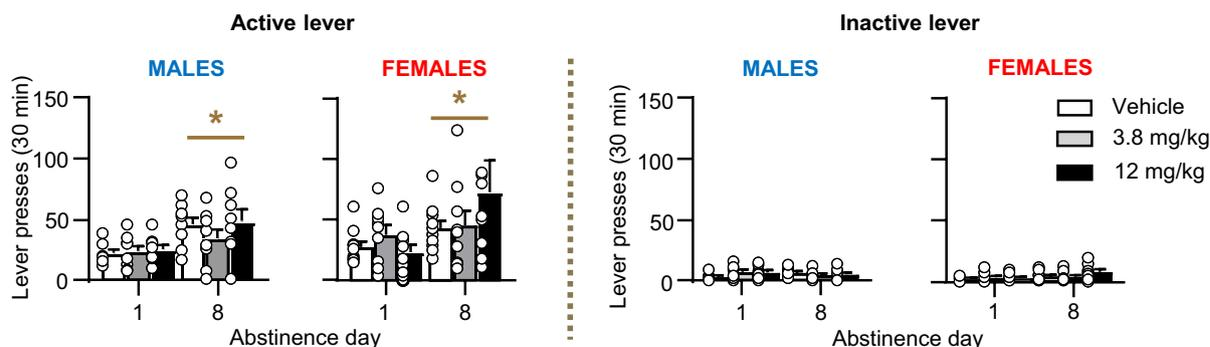 Active lever
Inactive lever
MALES
FEMALES
MALES
FEMALES
Lever presses (30 min)
150
100
50
0
*
*
1
8
1
8
Abstinence day
Lever presses (30 min)
150
100
50
0
Vehicle
3.8 mg/kg
12 mg/kg
1
8
1
8
Abstinence day